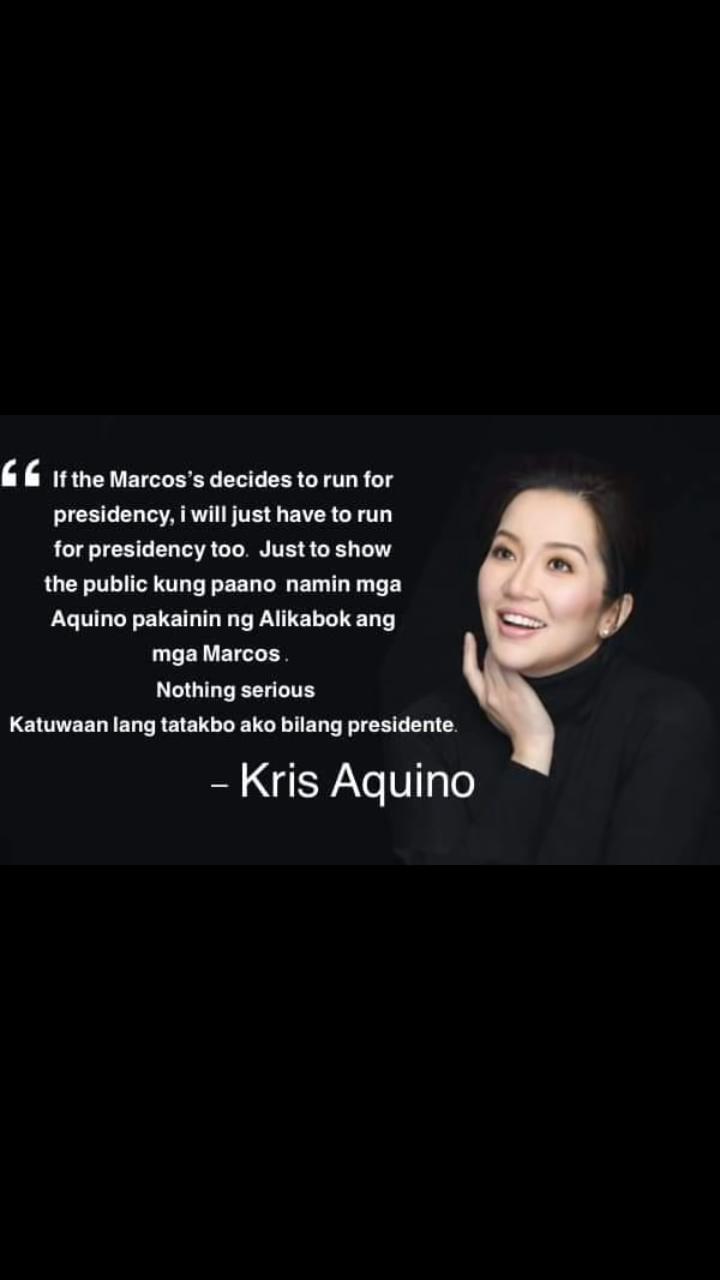 “ If the Marcos’s decides to run for
presidency, i will just have to run
for presidency too. Just to show
the public kung paano namin mga
Aquino pakainin ng Alikabok ang
mga Marcos .
Nothing serious
Katuwaan lang tatakbo ako bilang presidente.
– Kris Aquino